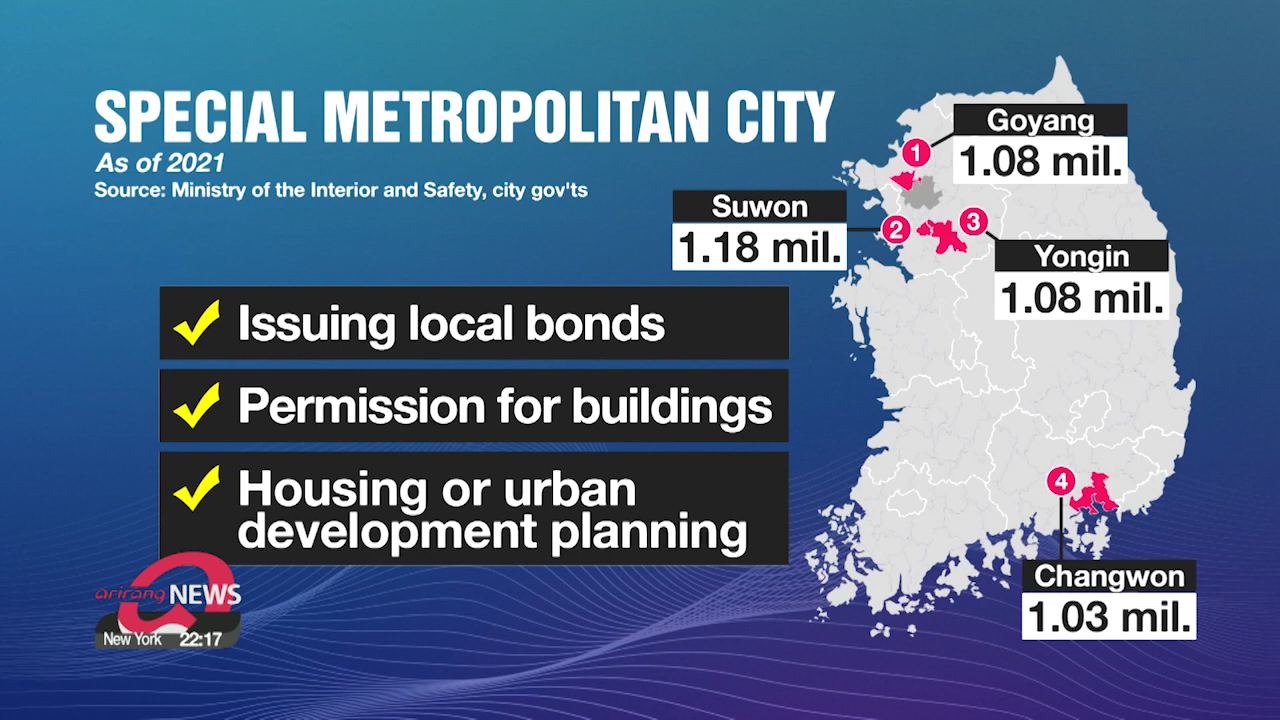 SPECIAL METROPOLITAN CITY
As of 2021
Source: Ministry of the Interior and Safety, city gov'ts
1
Goyang
1.08 mil.
Suwon
1.18 mil.
2
3
Yongin
1.08 mil.
Issuing local bonds
Permission for buildings
Housing or urban
development planning
4
Changwon
1.03 mil.
arirang NEWS
New York 22:17